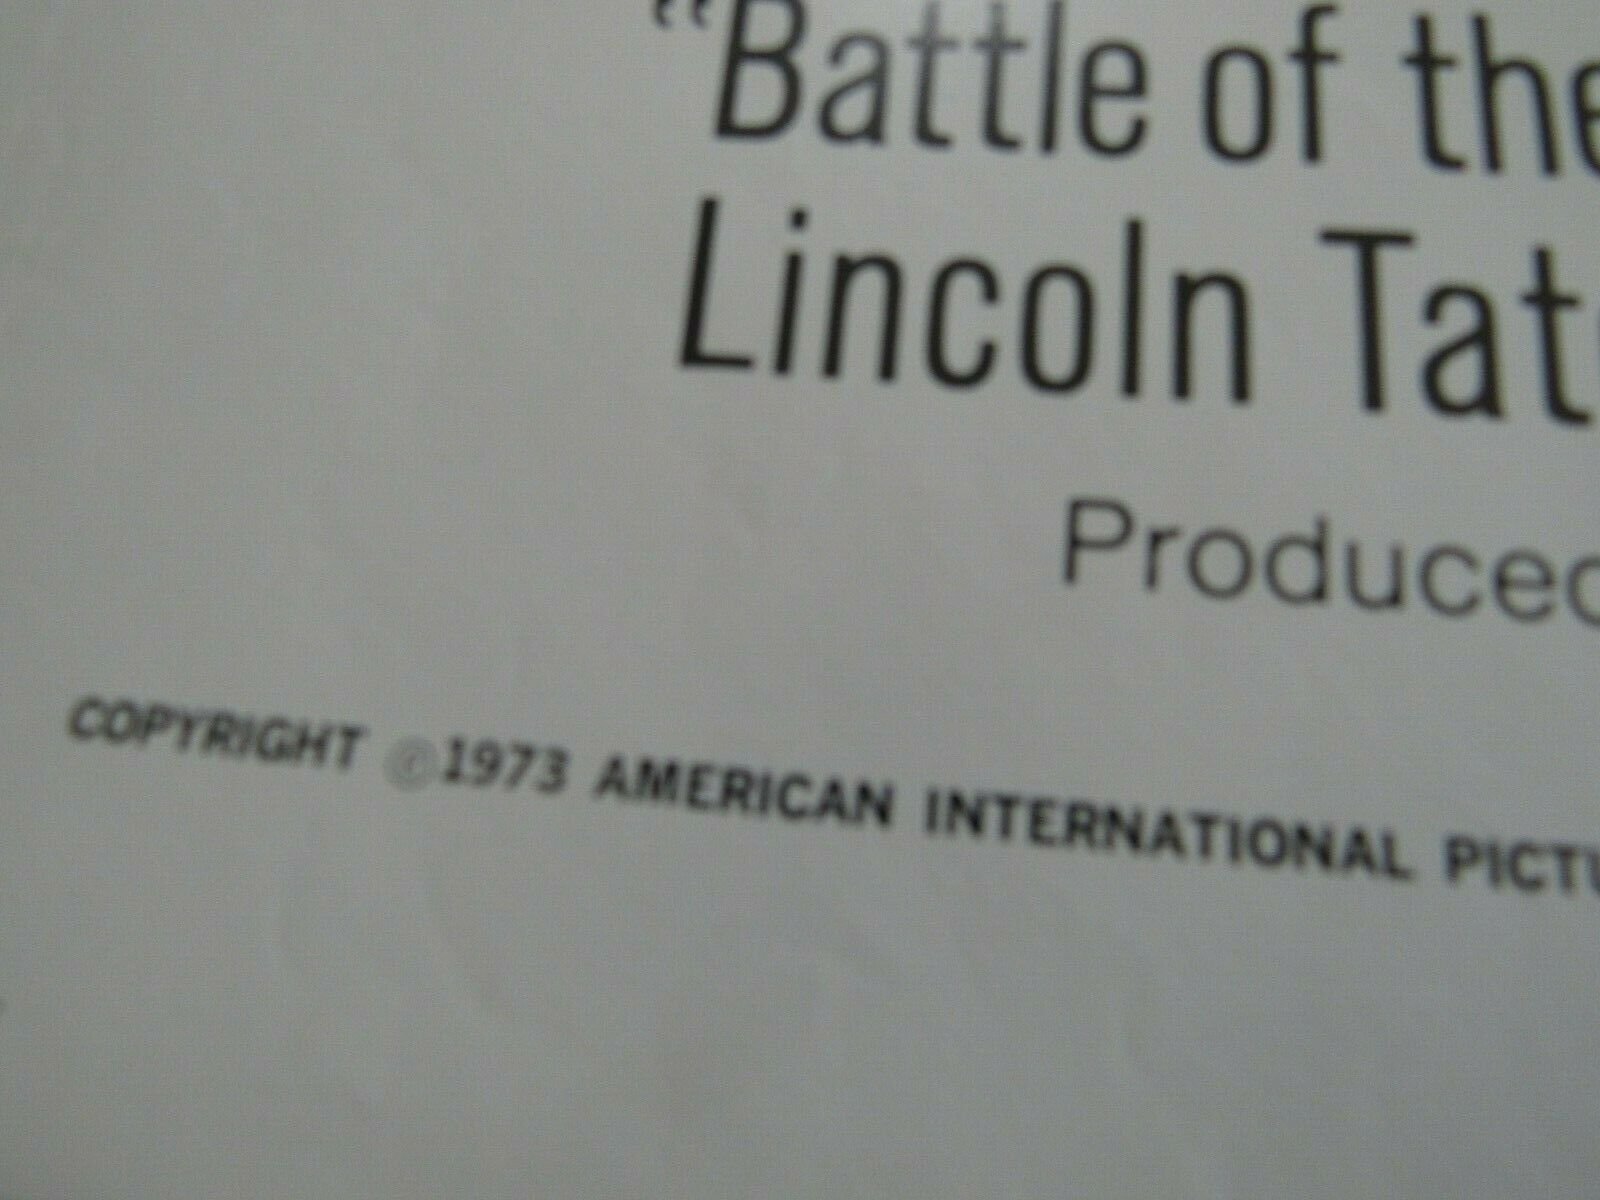 “Battle of the
Lincoln Tat
Produced
COPYRIGHT ©1973 AMERICAN INTERNATIONAL PICTU